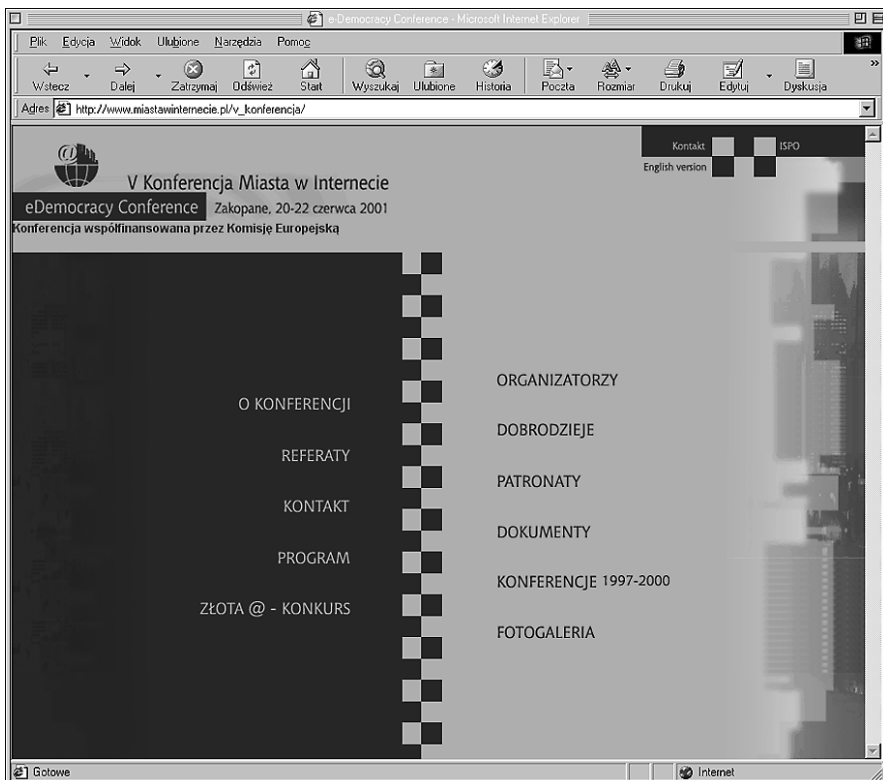 e-Democracy Conference - Microsoft Internet Explorer
Plik Edycja Widok Ulubione Narzędzia Pomoc
Wstecz Dalej Zatrzymaj Odśwież Start Wyszukaj Ulubione Historia Poczta Rozmiar Drukuj Edytuj Dyskusja »
Adres http://www.miastawinternecie.pl/v_konferencja/
Kontakt ISPO
English version
@
V Konferencja Miasta w Internecie
eDemocracy Conference Zakopane, 20-22 czerwca 2001
Konferencja współfinansowana przez Komisję Europejską
O KONFERENCJI
REFERATY
KONTAKT
PROGRAM
ZŁOTA @ - KONKURS
ORGANIZATORZY
DOBRODZIEJE
PATRONATY
DOKUMENTY
KONFERENCJE 1997-2000
FOTOGALERIA
Gotowe Internet